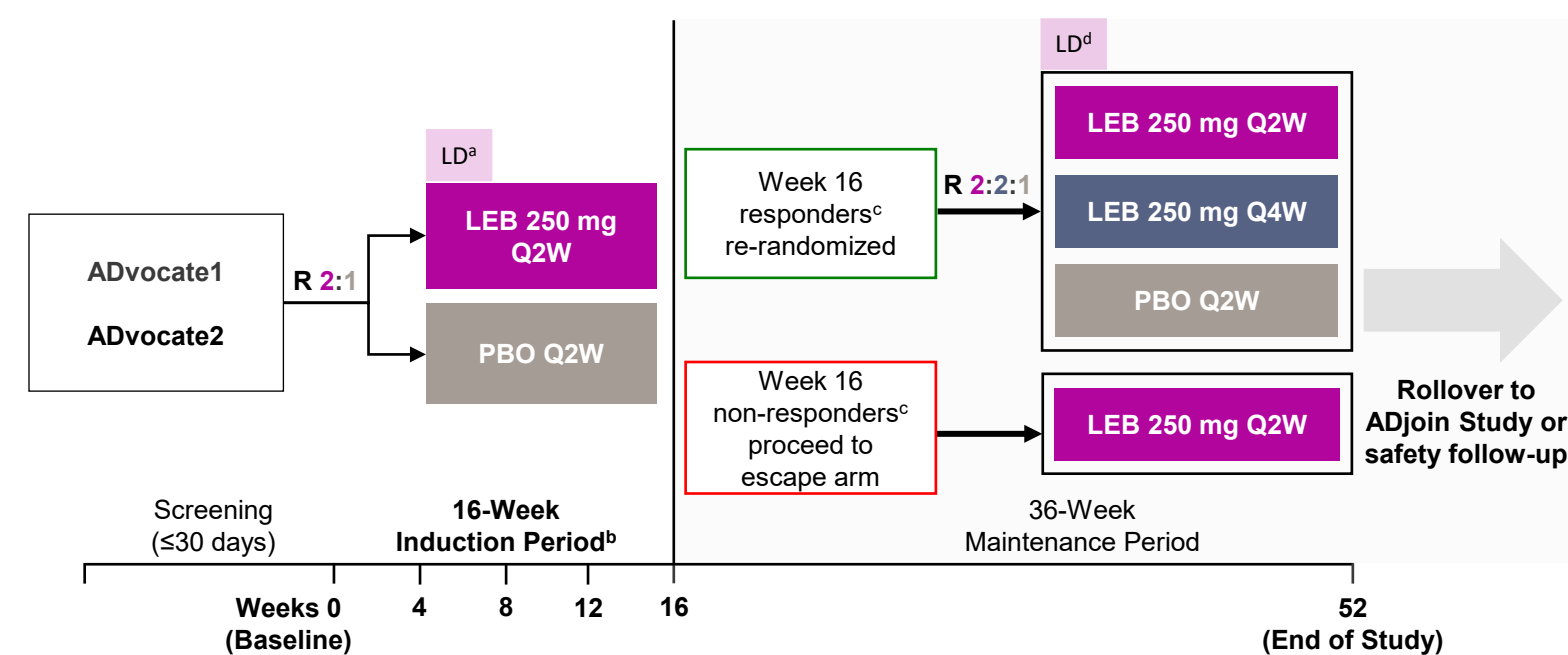 ADvocate1
ADvocate2
R 2:1
LDᵃ
LEB 250 mg
Q2W
PBO Q2W
Week 16
respondersᶜ
re-randomized
R 2:2:1
LDᵈ
LEB 250 mg Q2W
LEB 250 mg Q4W
PBO Q2W
Week 16
non-respondersᶜ
proceed to
escape arm
LEB 250 mg Q2W
Rollover to
ADjoin Study or
safety follow-up
Screening
(≤30 days)
16-Week
Induction Periodᵇ
36-Week
Maintenance Period
Weeks 0
(Baseline)
4
8
12
16
52
(End of Study)